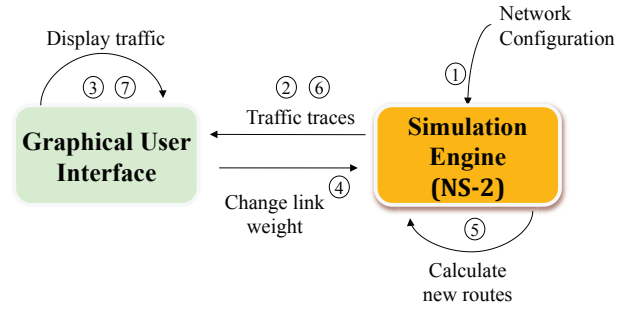 Network
Configuration
Display traffic
①
③ ⑦
② ⑥
Traffic traces
Graphical User
Interface
Simulation
Engine
(NS-2)
④
Change link
weight
⑤
Calculate
new routes